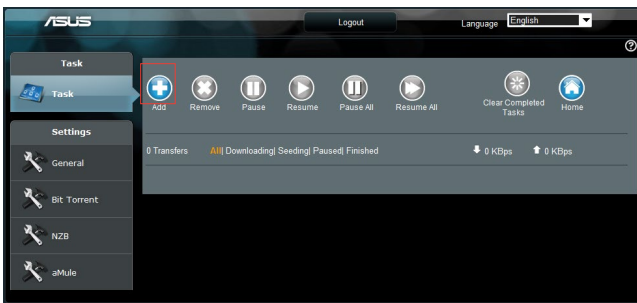 ASUS
Logout
Language English
?
Task
Task
Add Remove Pause Resume Pause All Resume All Clear Completed Tasks Home
Settings
0 Transfers All| Downloading| Seeding| Paused| Finished 0 KBps 0 KBps
General
Bit Torrent
NZB
aMule